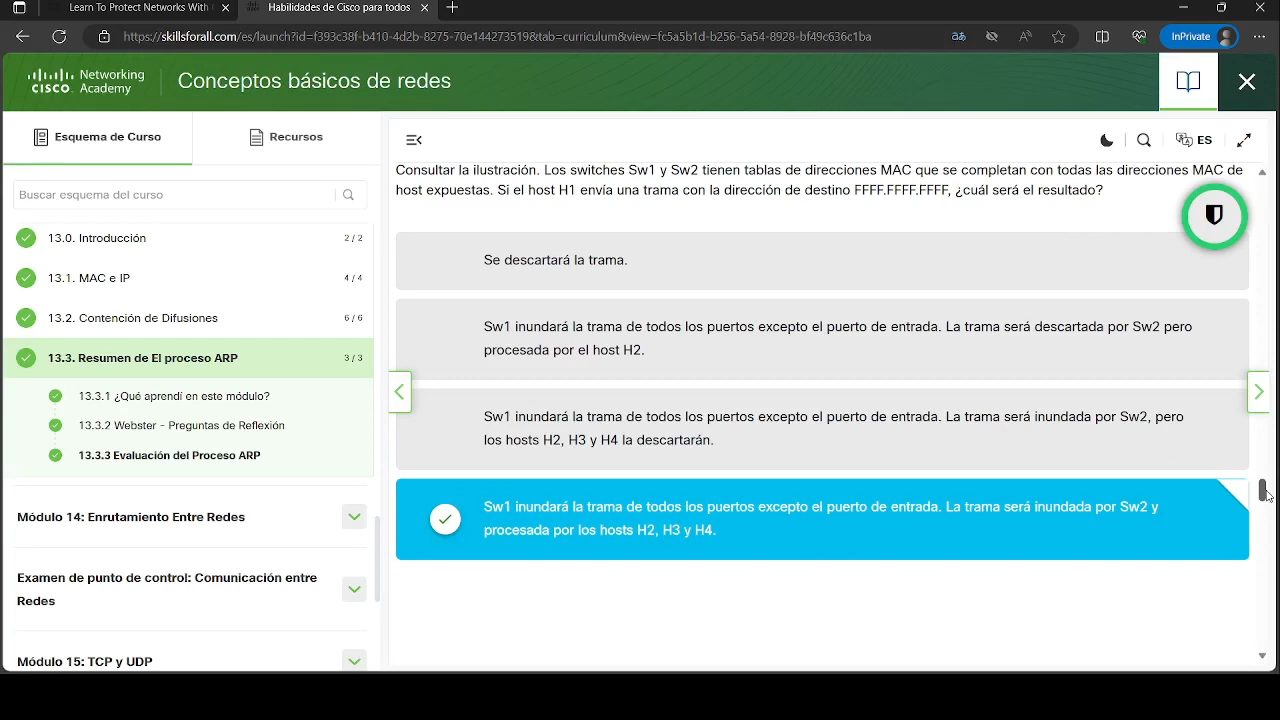 Learn To Protect Networks With
Habilidades de Cisco para todos
https://skillsforall.com/es/launch?id=f393c38f-b410-4d2b-8275-70e144273519&tab=curriculum&view=fc5a5b1d-b256-5a54-8928-bf49c636c1ba
InPrivate
Networking
CISCO Academy
Conceptos básicos de redes
Esquema de Curso
Recursos
ES
Buscar esquema del curso
13.0. Introducción 2 / 2
13.1. MAC e IP 4 / 4
13.2. Contención de Difusiones 6 / 6
13.3. Resumen de El proceso ARP 3 / 3
13.3.1 ¿Qué aprendí en este módulo?
13.3.2 Webster - Preguntas de Reflexión
13.3.3 Evaluación del Proceso ARP
Módulo 14: Enrutamiento Entre Redes
Examen de punto de control: Comunicación entre
Redes
Módulo 15: TCP y UDP
Consultar la ilustración. Los switches Sw1 y Sw2 tienen tablas de direcciones MAC que se completan con todas las direcciones MAC de
host expuestas. Si el host H1 envía una trama con la dirección de destino FFFF.FFFF.FFFF, ¿cuál será el resultado?
Se descartará la trama.
Sw1 inundará la trama de todos los puertos excepto el puerto de entrada. La trama será descartada por Sw2 pero
procesada por el host H2.
Sw1 inundará la trama de todos los puertos excepto el puerto de entrada. La trama será inundada por Sw2, pero
los hosts H2, H3 y H4 la descartarán.
Sw1 inundará la trama de todos los puertos excepto el puerto de entrada. La trama será inundada por Sw2 y
procesada por los hosts H2, H3 y H4.